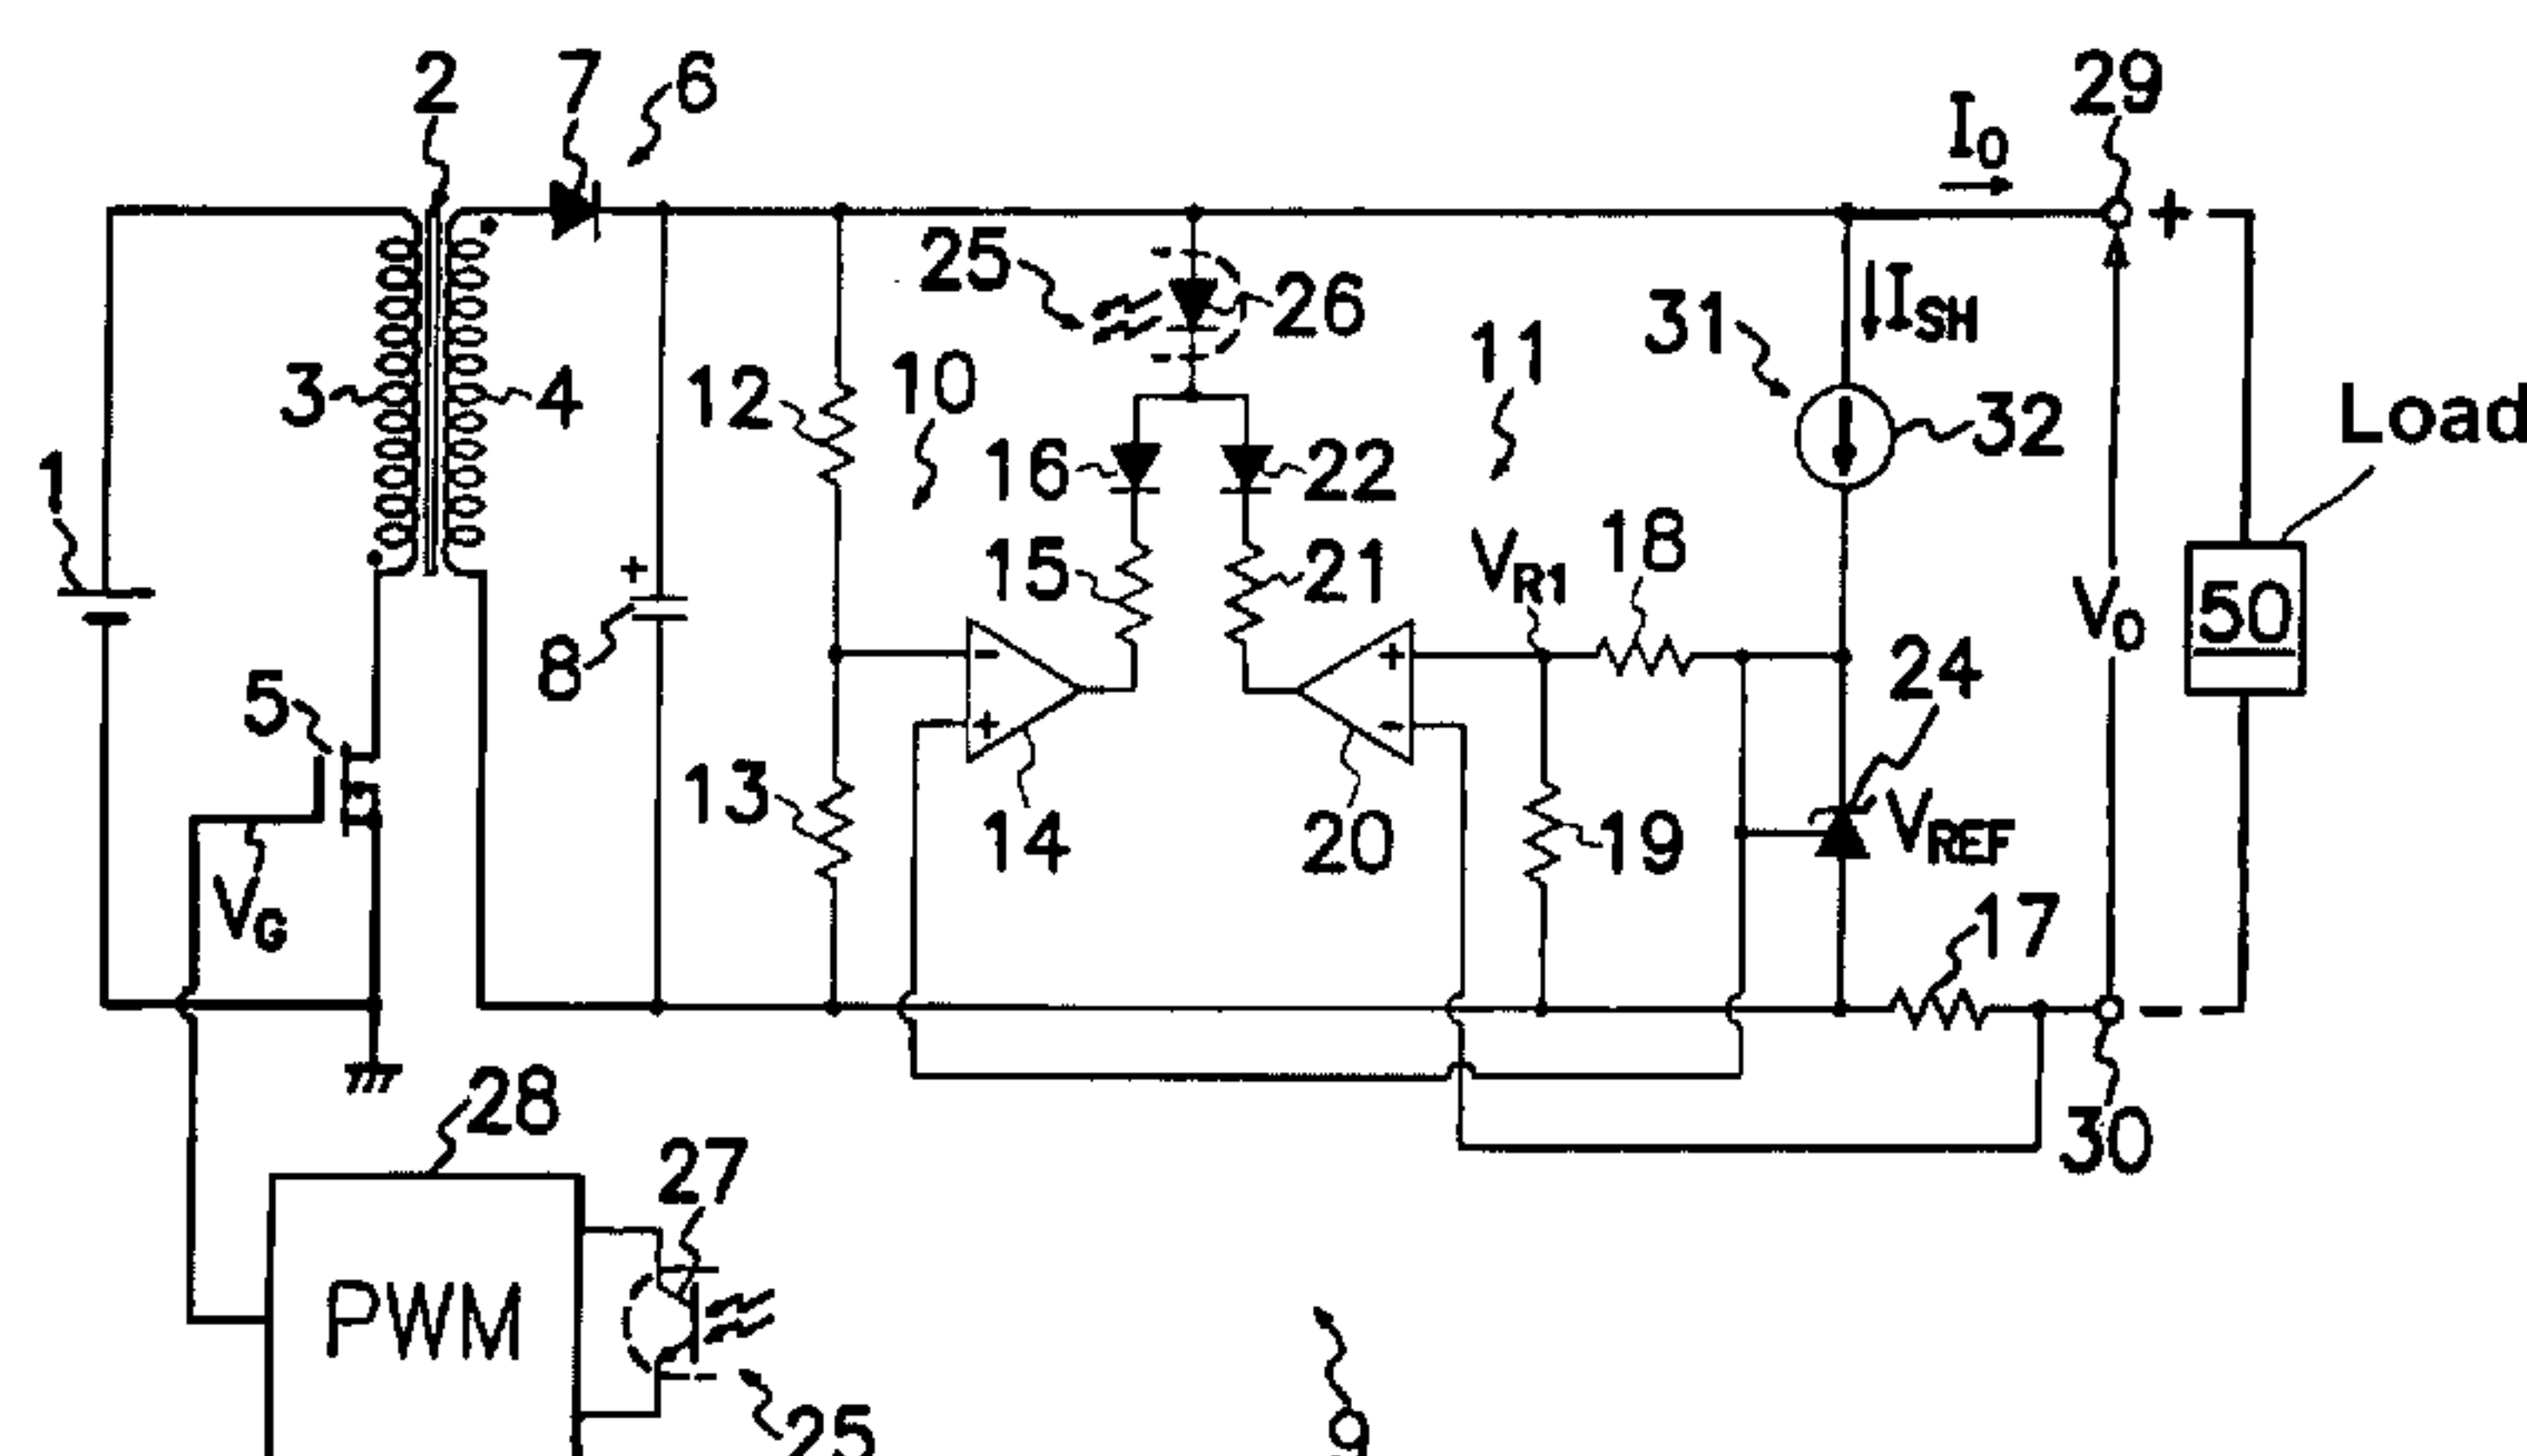 2 7 6 29
I0
25 26 31 ISH
+
3 4 12 10 11 32 Load
1 16 22
+ 15 21 VR1 18
8 - + 24 V0 50
5 + -
13 14 20 19 VREF
VG 17
-
28 30
27
PWM
25
9